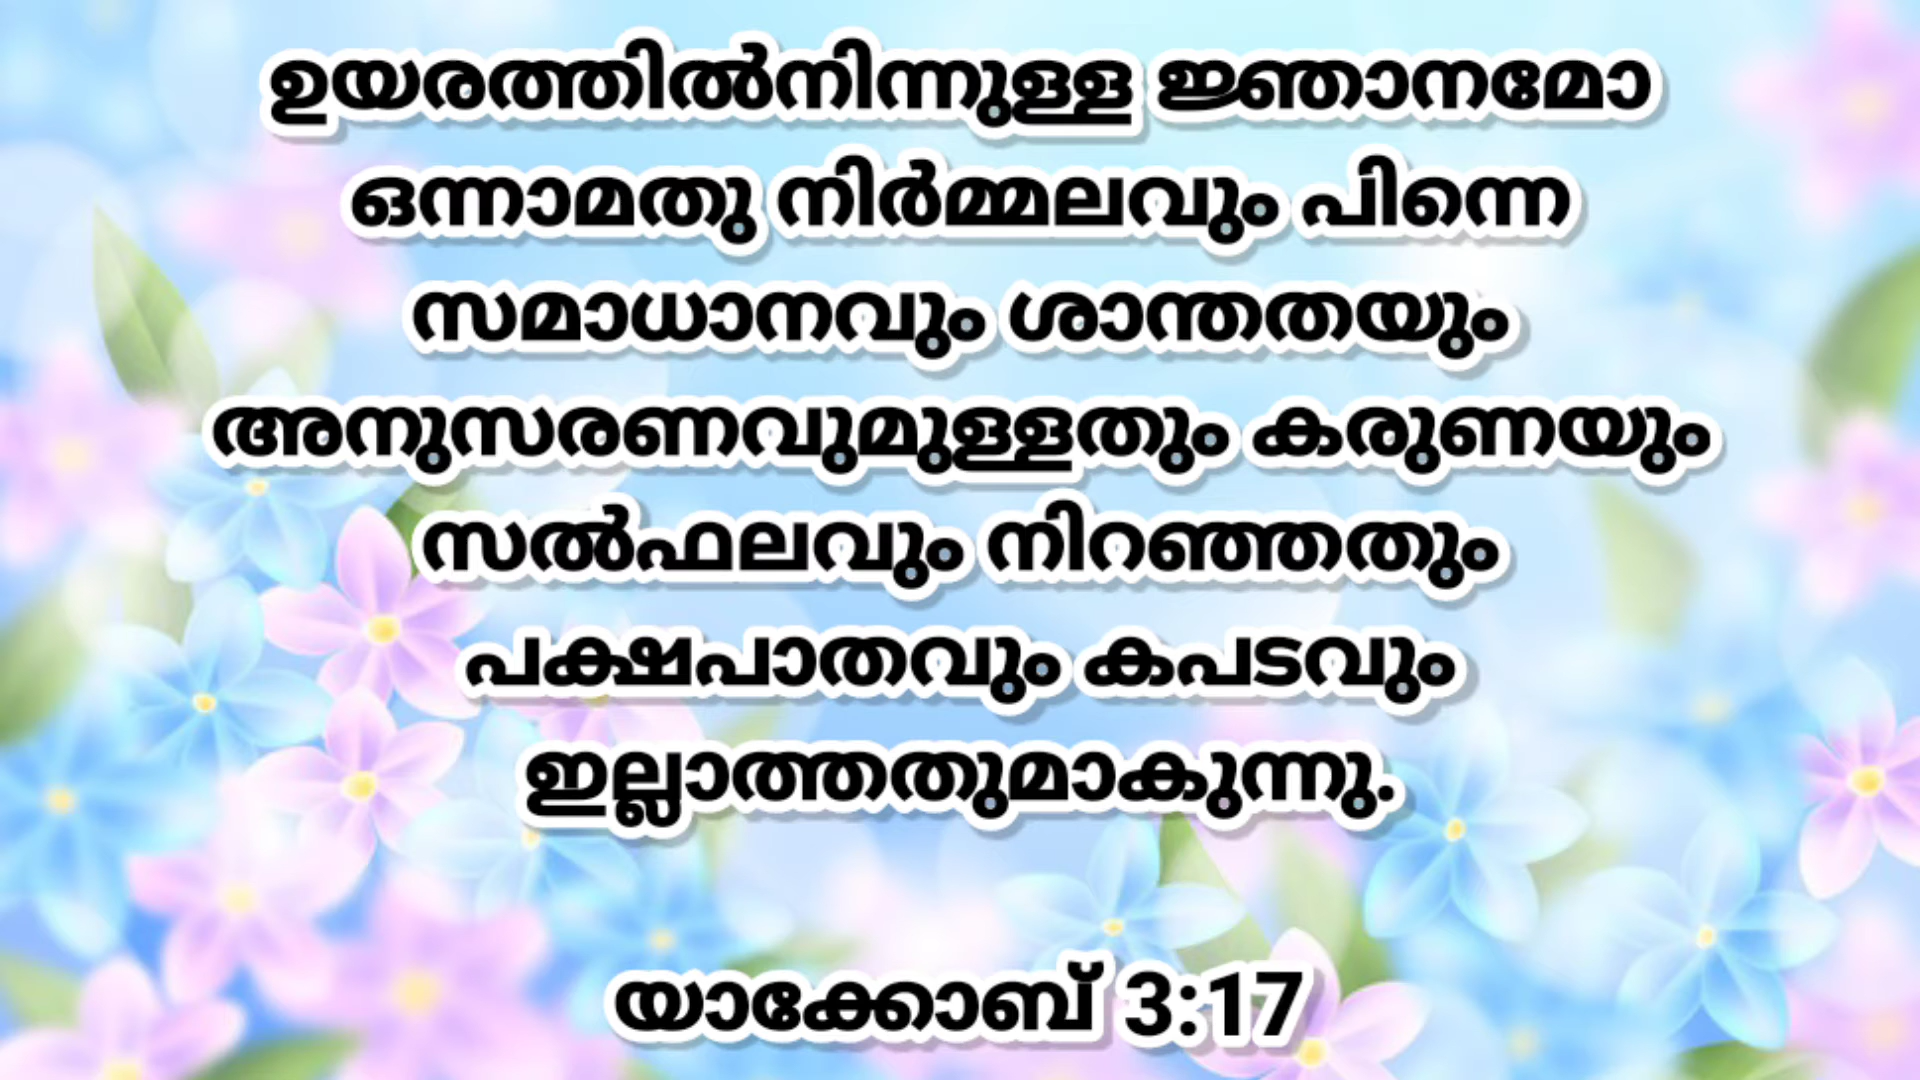 ഉയരത്തിൽനിന്നുള്ള ജ്ഞാനമോ
ഒന്നാമതു നിർമ്മലവും പിന്നെ
സമാധാനവും ശാന്തതയും
അനുസരണവുമുള്ളതും കരുണയും
സൽഫലവും നിറഞ്ഞതും
പക്ഷപാതവും കപടവും
ഇല്ലാത്തതുമാകുന്നു.
യാക്കോബ് 3:17